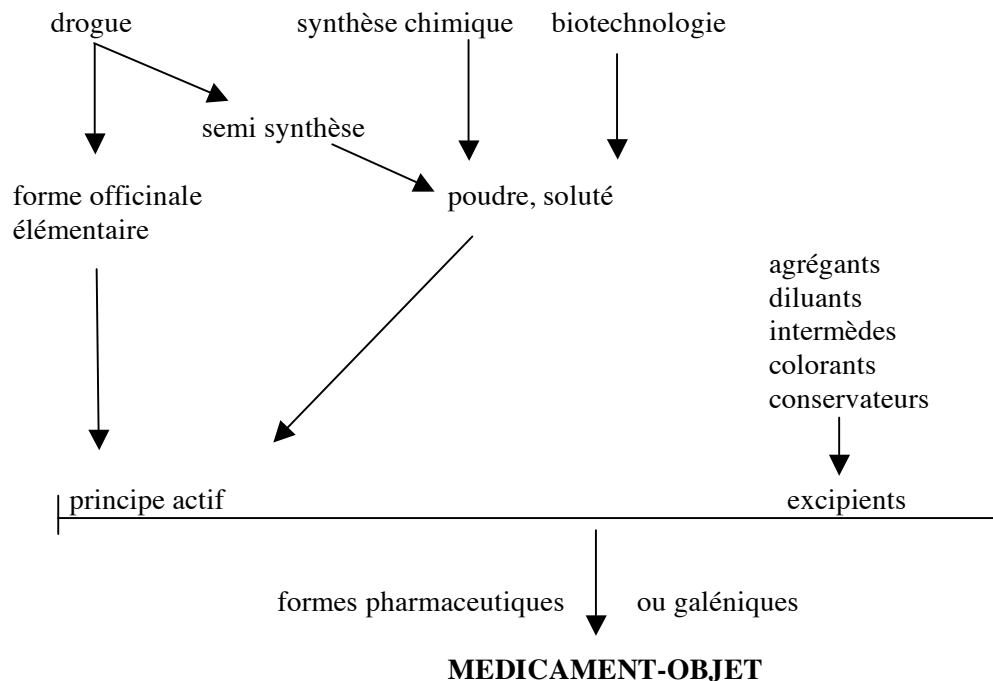 drogue synthèse chimique biotechnologie
semi synthèse
forme officinale
élémentaire
poudre, soluté
agrégants
diluants
intermèdes
colorants
conservateurs
principe actif excipients
formes pharmaceutiques ou galéniques
MEDICAMENT-OBJET